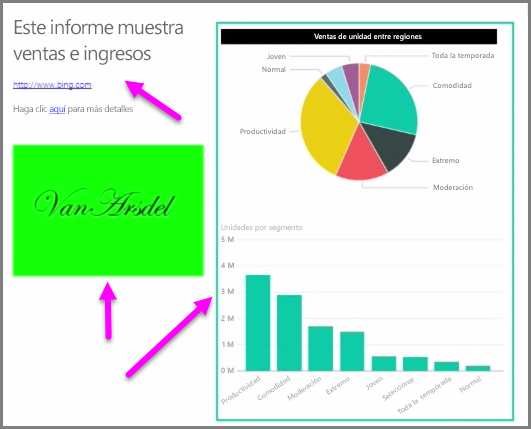 Este informe muestra
ventas e ingresos
http://www.bing.com
Haga clic aquí para más detalles
VanArsdel
Ventas de unidad entre regiones
Joven
Toda la temporada
Normal
Comodidad
Productividad
Extremo
Moderación
Unidades por segmento
5 M
4 M
3 M
2 M
1 M
0 M
Productividad
Comodidad
Moderación
Extremo
Joven
Seleccionar
Toda la temporada
Normal